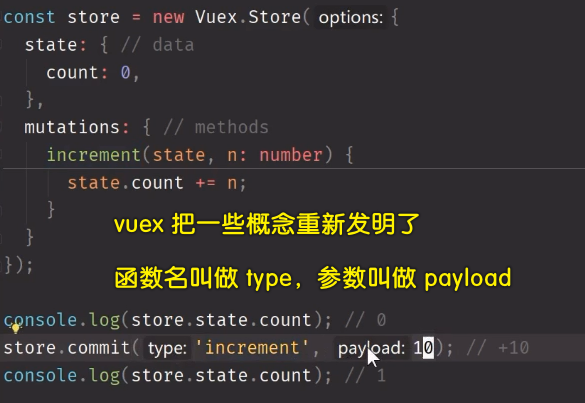 const store = new Vuex.Store( options: {
  state: { // data
    count: 0,
  },
  mutations: { // methods
    increment(state, n: number) {
      state.count += n;
    }
  }
});
vuex 把一些概念重新发明了
函数名叫做 type，参数叫做 payload
console.log(store.state.count); // 0
store.commit( type: 'increment', payload: 10); // +10
console.log(store.state.count); // 1